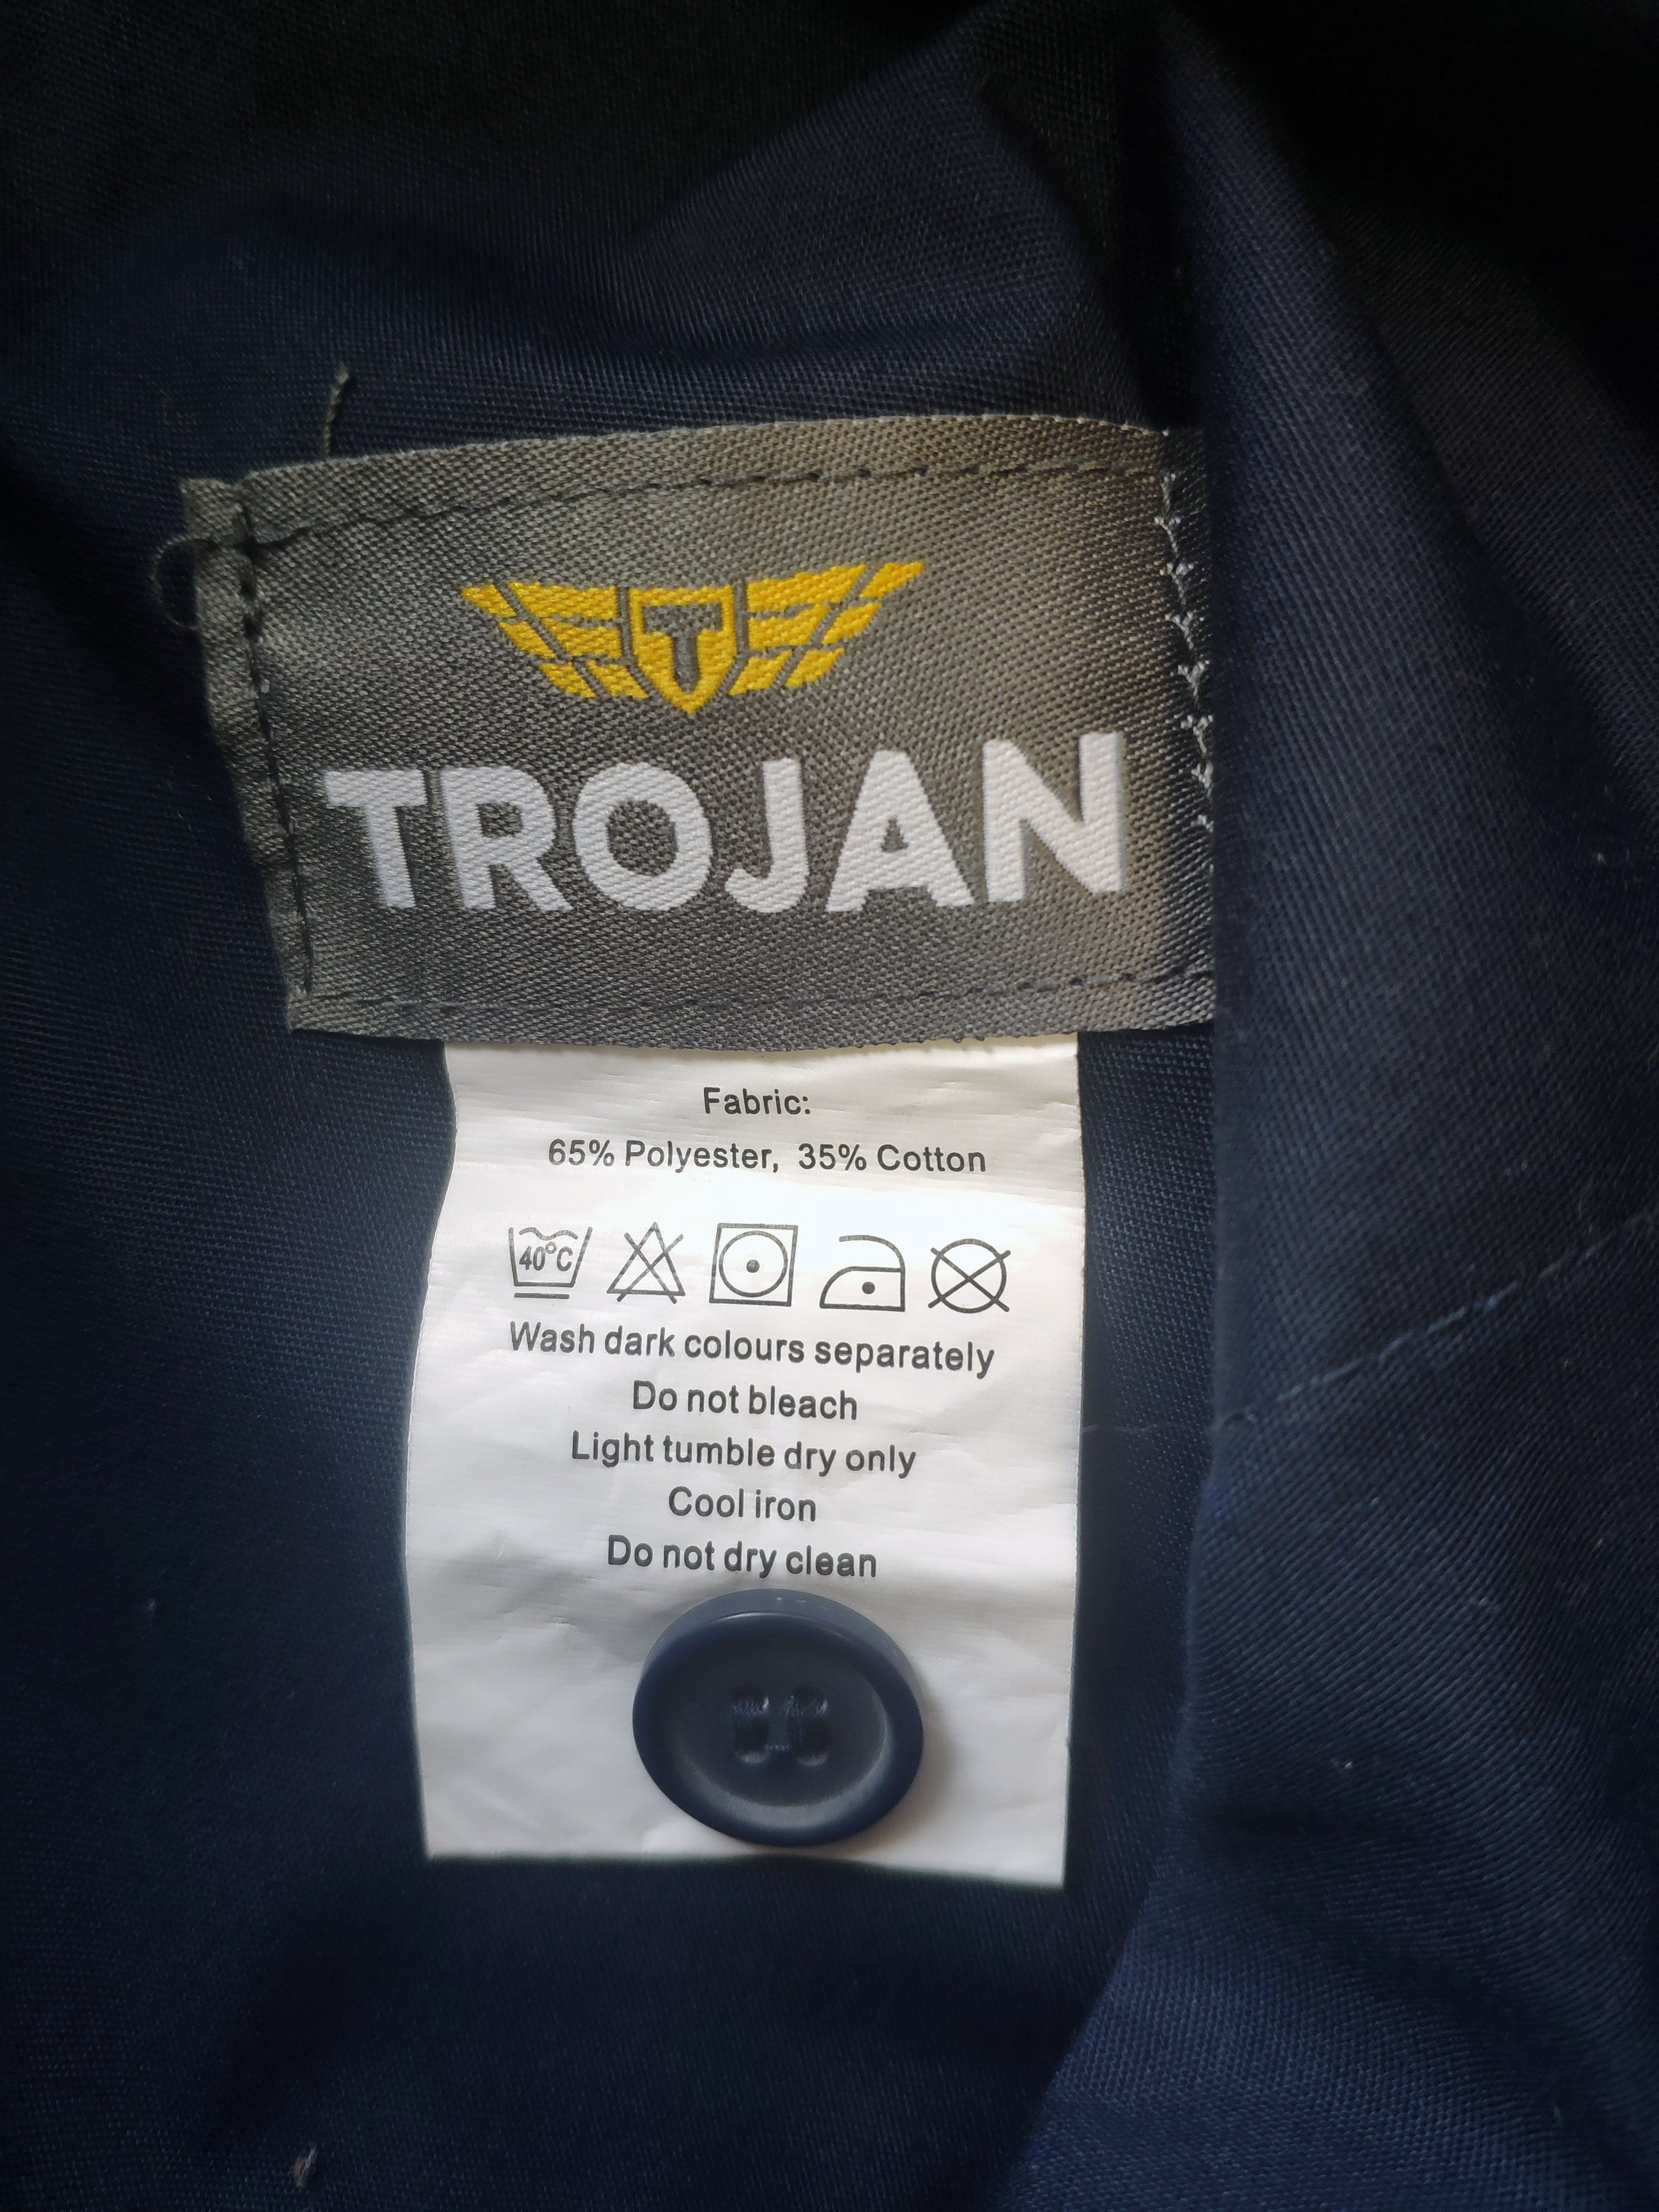 T
TROJAN
Fabric:
65% Polyester, 35% Cotton
40°C
Wash dark colours separately
Do not bleach
Light tumble dry only
Cool iron
Do not dry clean